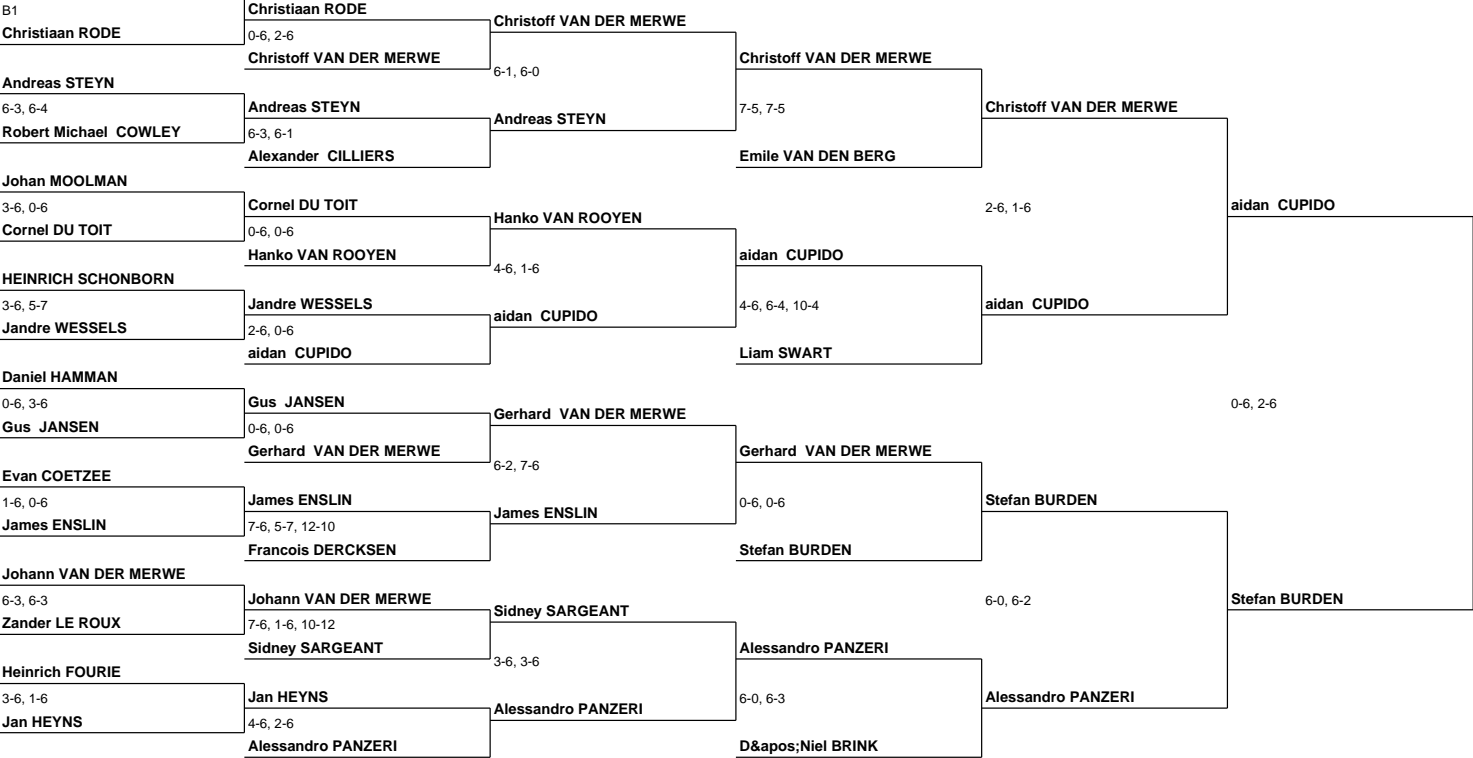 B1
Christiaan RODE
Andreas STEYN
6-3, 6-4
Robert Michael  COWLEY
Johan MOOLMAN
3-6, 0-6
Cornel DU TOIT
HEINRICH SCHONBORN
3-6, 5-7
Jandre WESSELS
Daniel HAMMAN
0-6, 3-6
Gus  JANSEN
Evan COETZEE
1-6, 0-6
James ENSLIN
Johann VAN DER MERWE
6-3, 6-3
Zander LE ROUX
Heinrich FOURIE
3-6, 1-6
Jan HEYNS
Christiaan RODE
0-6, 2-6
Christoff VAN DER MERWE
Andreas STEYN
6-3, 6-1
Alexander  CILLIERS
Cornel DU TOIT
0-6, 0-6
Hanko VAN ROOYEN
Jandre WESSELS
2-6, 0-6
aidan  CUPIDO
Gus  JANSEN
0-6, 0-6
Gerhard  VAN DER MERWE
James ENSLIN
7-6, 5-7, 12-10
Francois DERCKSEN
Johann VAN DER MERWE
7-6, 1-6, 10-12
Sidney SARGEANT
Jan HEYNS
4-6, 2-6
Alessandro PANZERI
Christoff VAN DER MERWE
6-1, 6-0
Andreas STEYN
Hanko VAN ROOYEN
4-6, 1-6
aidan  CUPIDO
Gerhard  VAN DER MERWE
6-2, 7-6
James ENSLIN
Sidney SARGEANT
3-6, 3-6
Alessandro PANZERI
Christoff VAN DER MERWE
7-5, 7-5
Emile VAN DEN BERG
aidan  CUPIDO
4-6, 6-4, 10-4
Liam SWART
Gerhard  VAN DER MERWE
0-6, 0-6
Stefan BURDEN
Alessandro PANZERI
6-0, 6-3
D&apos;Niel BRINK
Christoff VAN DER MERWE
2-6, 1-6
aidan  CUPIDO
Stefan BURDEN
6-0, 6-2
Alessandro PANZERI
aidan  CUPIDO
0-6, 2-6
Stefan BURDEN